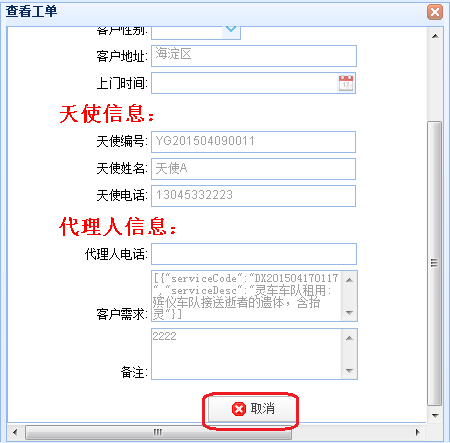 查看工单
客户性别:
客户地址: 海淀区
上门时间:
天使信息:
天使编号: YG201504090011
天使姓名: 天使A
天使电话: 13045332223
代理人信息:
代理人电话:
客户需求: [{"serviceCode":"DX201504170117
","serviceDesc":"灵车车队租用:
殡仪车队接送逝者的遗体，含抬
灵"}]
备注: 2222
取消